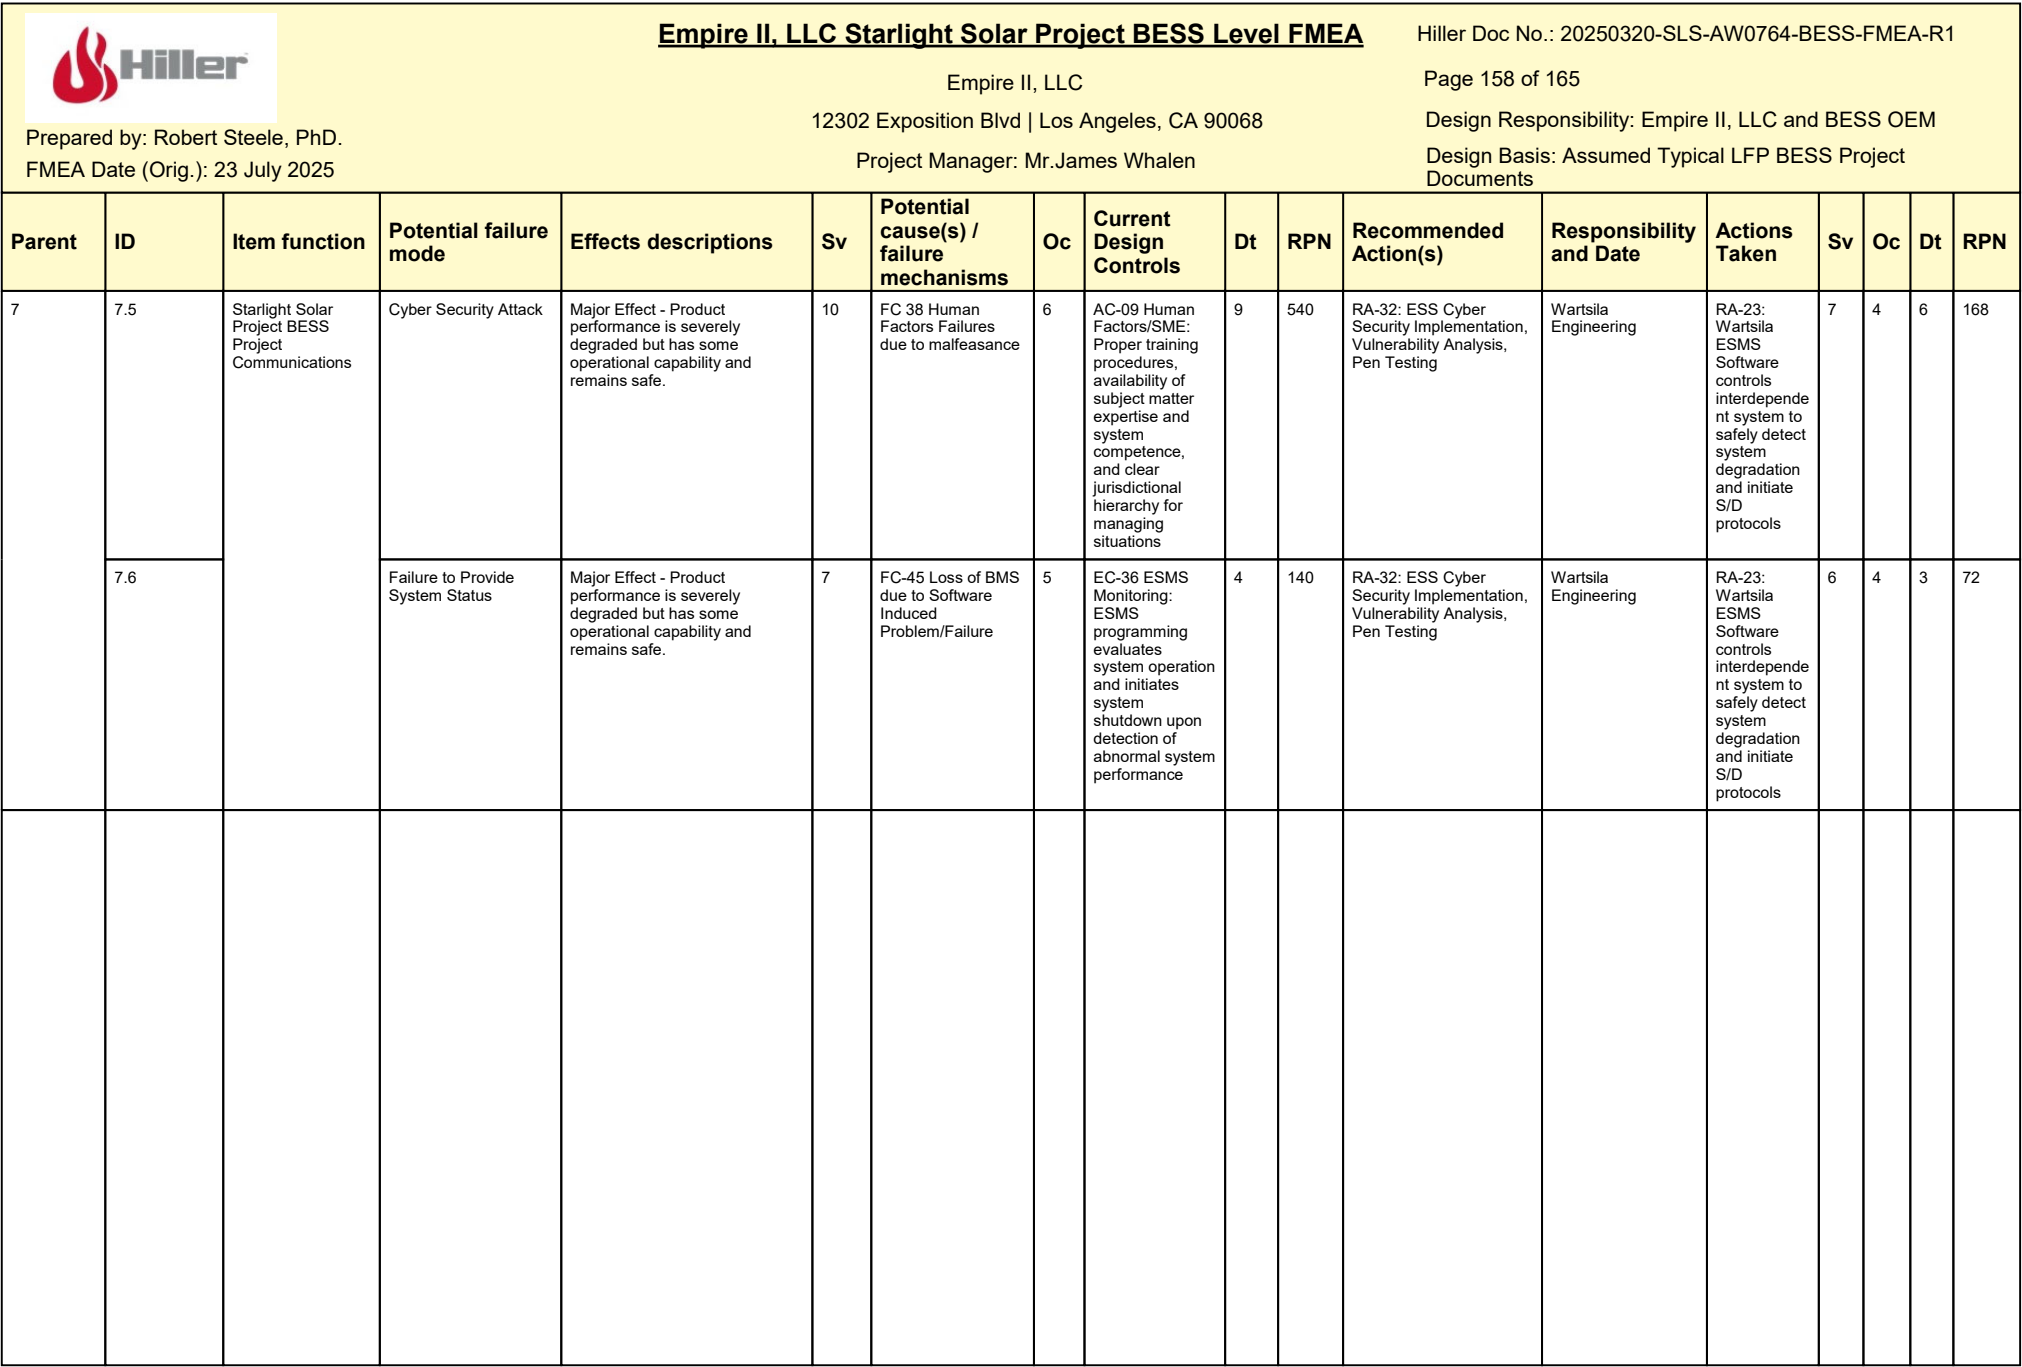 Hiller
Prepared by: Robert Steele, PhD.
FMEA Date (Orig.): 23 July 2025
Empire II, LLC Starlight Solar Project BESS Level FMEA
Empire II, LLC
12302 Exposition Blvd | Los Angeles, CA 90068
Project Manager: Mr.James Whalen
Hiller Doc No.: 20250320-SLS-AW0764-BESS-FMEA-R1
Page 158 of 165
Design Responsibility: Empire II, LLC and BESS OEM
Design Basis: Assumed Typical LFP BESS Project
Documents
Parent
ID
Item function
Potential failure
mode
Effects descriptions
Sv
Potential
cause(s) /
failure
mechanisms
Oc
Current
Design
Controls
Dt
RPN
Recommended
Action(s)
Responsibility
and Date
Actions
Taken
Sv
Oc
Dt
RPN
7
7.5
Starlight Solar
Project BESS
Project
Communications
Cyber Security Attack
Major Effect - Product
performance is severely
degraded but has some
operational capability and
remains safe.
10
FC 38 Human
Factors Failures
due to malfeasance
6
AC-09 Human
Factors/SME:
Proper training
procedures,
availability of
subject matter
expertise and
system
competence,
and clear
jurisdictional
hierarchy for
managing
situations
9
540
RA-32: ESS Cyber
Security Implementation,
Vulnerability Analysis,
Pen Testing
Wartsila
Engineering
RA-23:
Wartsila
ESMS
Software
controls
interdepende
nt system to
safely detect
system
degradation
and initiate
S/D
protocols
7
4
6
168
7.6
Failure to Provide
System Status
Major Effect - Product
performance is severely
degraded but has some
operational capability and
remains safe.
7
FC-45 Loss of BMS
due to Software
Induced
Problem/Failure
5
EC-36 ESMS
Monitoring:
ESMS
programming
evaluates
system operation
and initiates
system
shutdown upon
detection of
abnormal system
performance
4
140
RA-32: ESS Cyber
Security Implementation,
Vulnerability Analysis,
Pen Testing
Wartsila
Engineering
RA-23:
Wartsila
ESMS
Software
controls
interdepende
nt system to
safely detect
system
degradation
and initiate
S/D
protocols
6
4
3
72